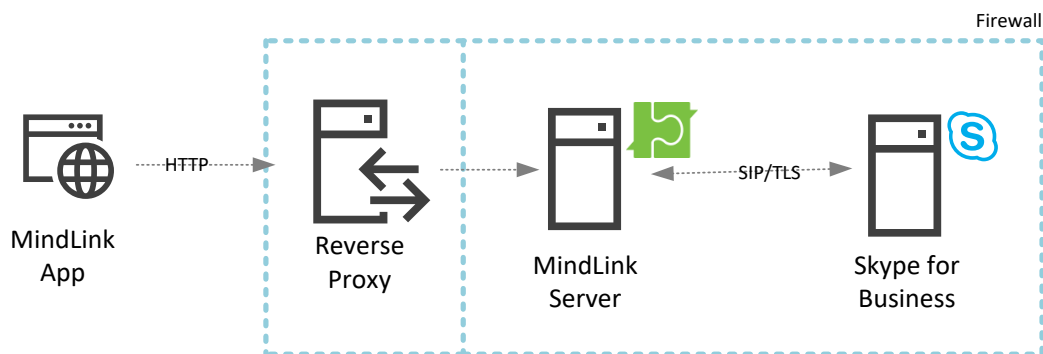 Firewall
HTTP
SIP/TLS
S
MindLink
App
Reverse
Proxy
MindLink
Server
Skype for
Business